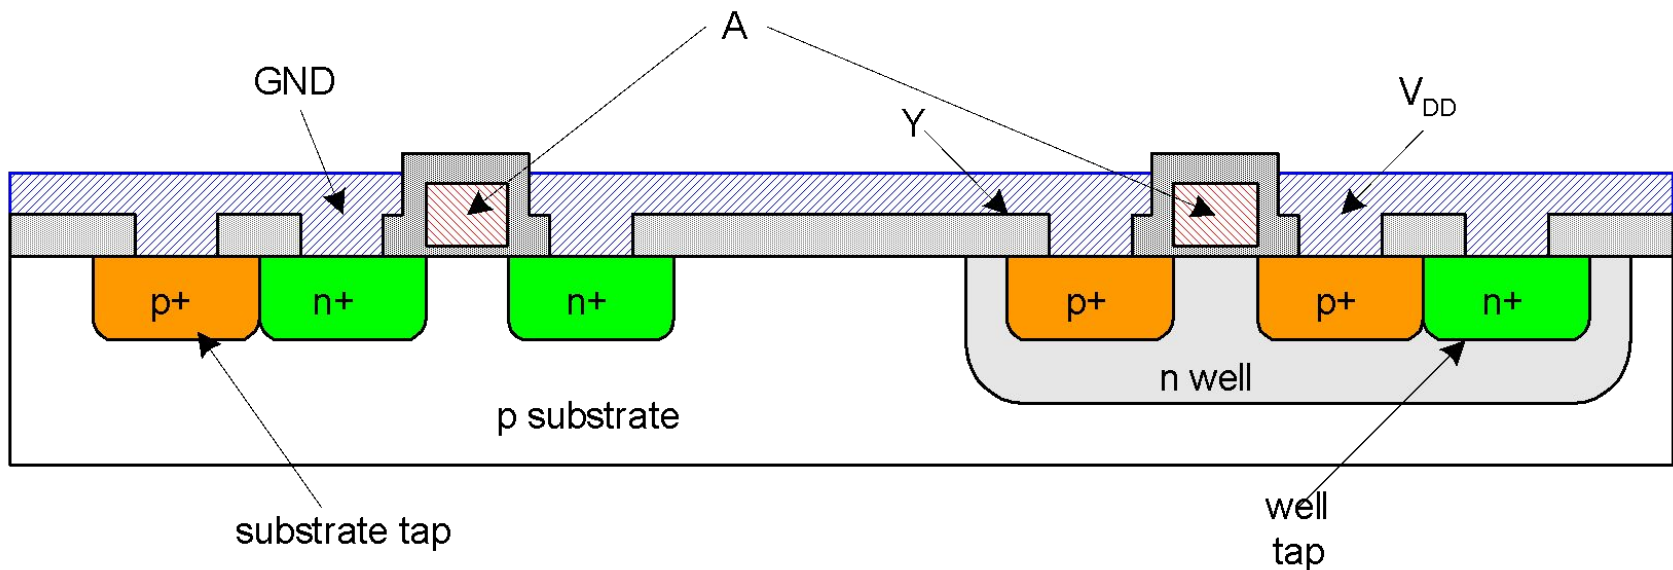 A
GND
Y
VDD
p+
n+
n+
p+
p+
n+
n well
p substrate
substrate tap
well
tap